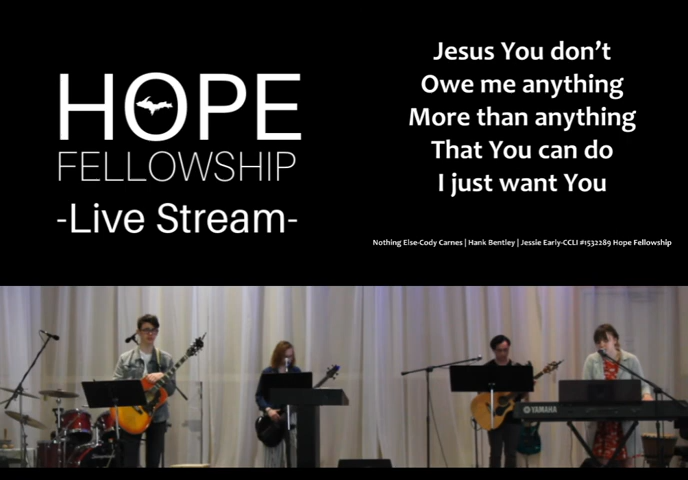 HOPE
FELLOWSHIP
-Live Stream-
Jesus You don't
Owe me anything
More than anything
That You can do
I just want You
Nothing Else-Cody Carnes | Hank Bentley | Jessie Early-CCLI #1532289 Hope Fellowship
YAMAHA